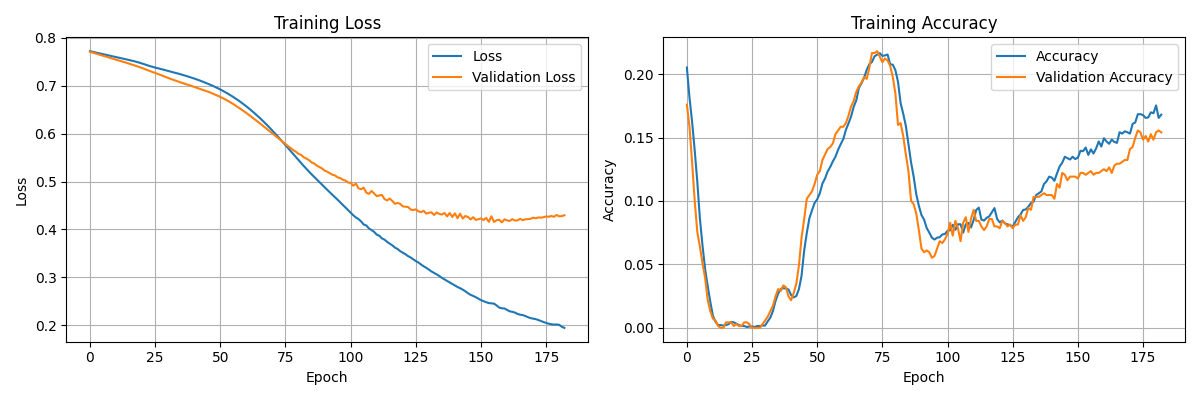 Training Loss
Loss
Validation Loss
0.8
0.7
0.6
0.5
0.4
0.3
0.2
Loss
0
25
50
75
100
125
150
175
Epoch
Training Accuracy
Accuracy
Validation Accuracy
0.20
0.15
0.10
0.05
0.00
Accuracy
0
25
50
75
100
125
150
175
Epoch